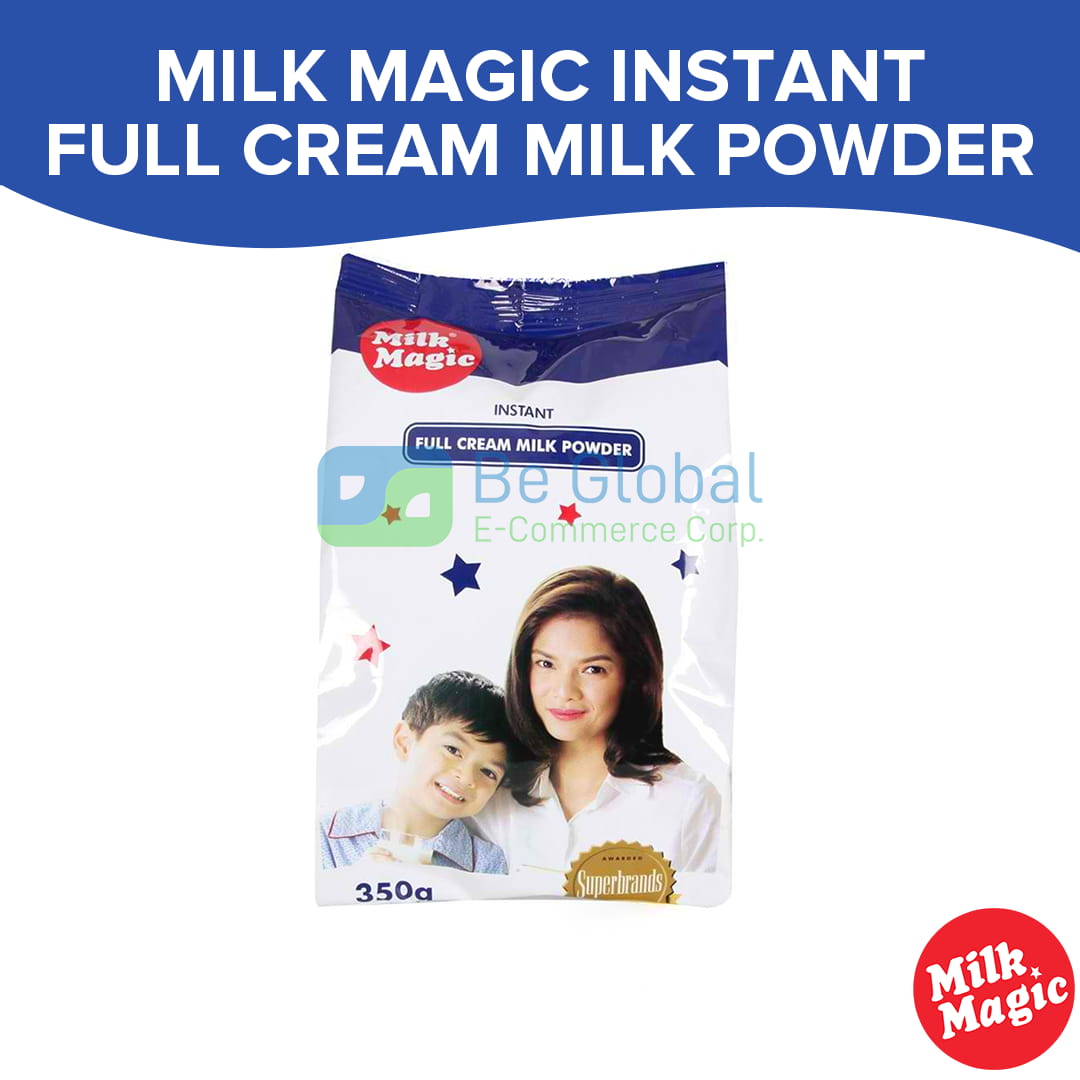 MILK MAGIC INSTANT
FULL CREAM MILK POWDER
Milk®
Magic
INSTANT
FULL CREAM MILK POWDER
Be Global
E-Commerce Corp.
AWARDED
Superbrands
350g
Milk
Magic